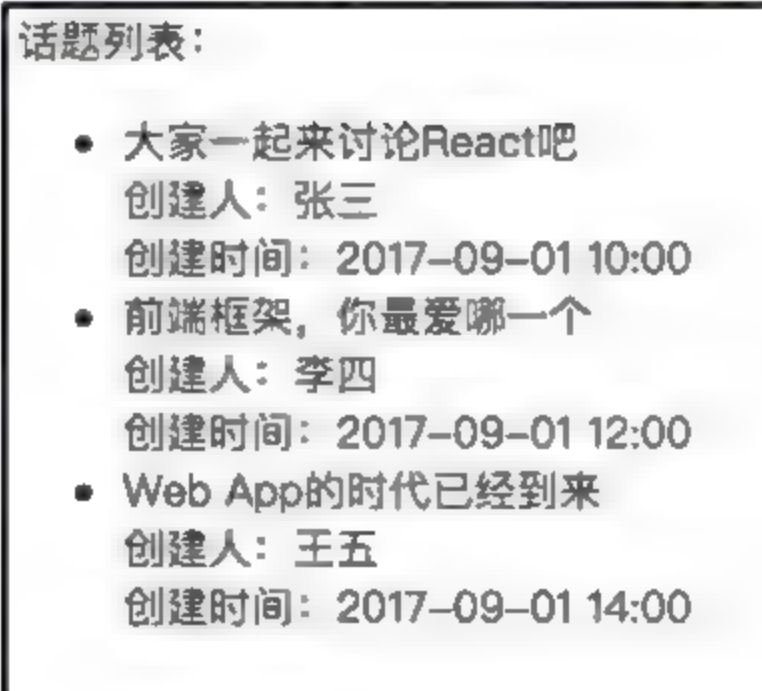 话题列表：
大家一起来讨论React吧
创建人：张三
创建时间：2017-09-01 10:00
前端框架，你最爱哪一个
创建人：李四
创建时间：2017-09-01 12:00
Web App的时代已经到来
创建人：王五
创建时间：2017-09-01 14:00